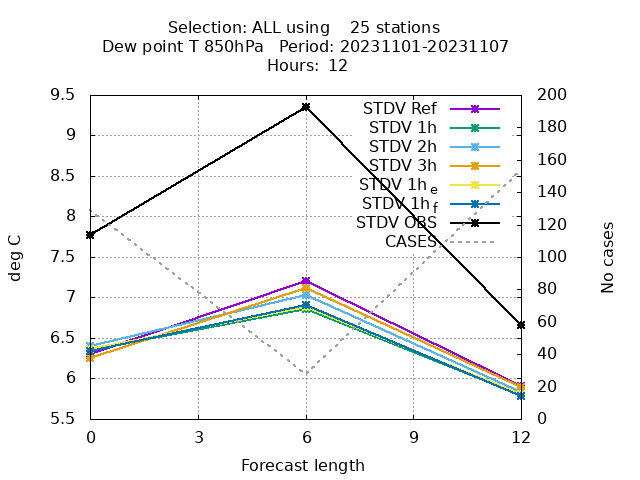 Selection: ALL using 25 stations
Dew point T 850hPa Period: 20231101-20231107
Hours: 12
9.5
9
8.5
8
7.5
7
6.5
6
5.5
deg C
STDV Ref
STDV 1h
STDV 2h
STDV 3h
STDV 1h e
STDV 1h f
STDV OBS
CASES
200
180
160
140
120
100
80
60
40
20
0
No cases
0 3 6 9 12
Forecast length